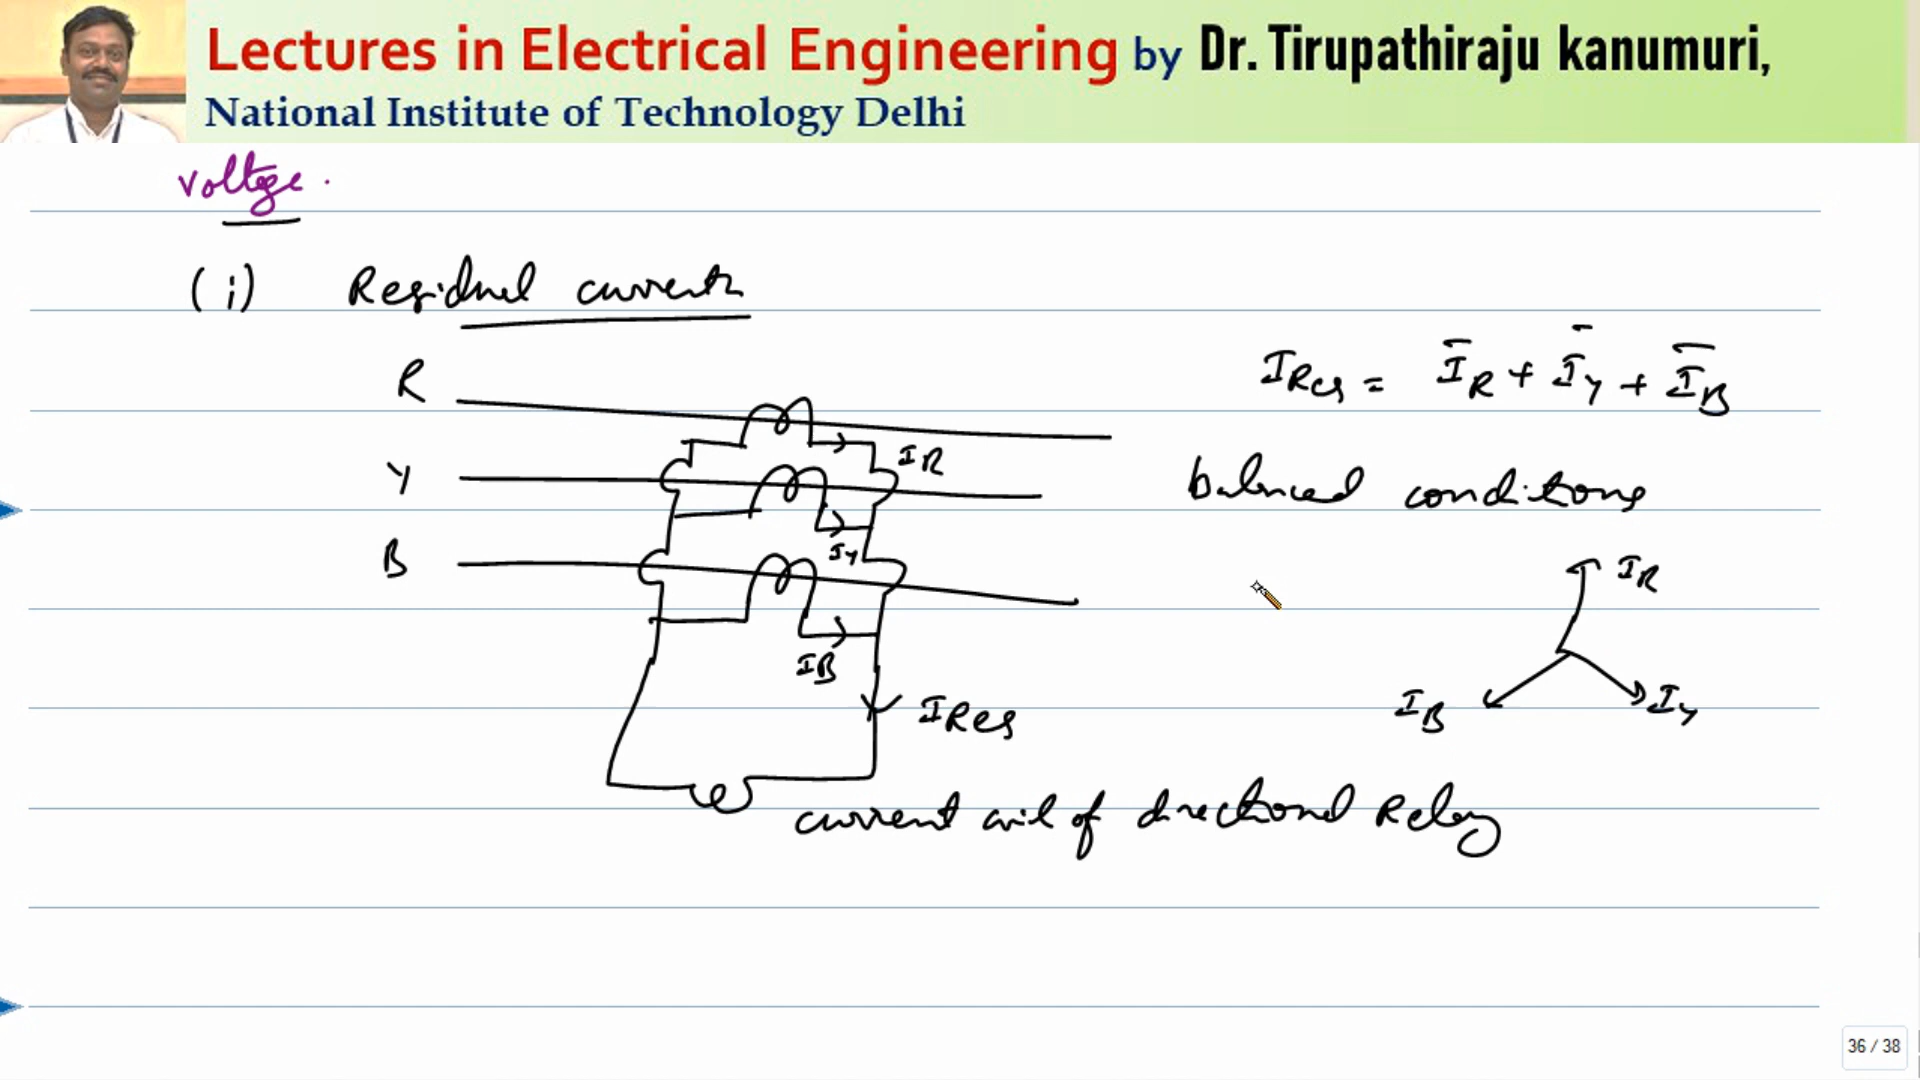 Lectures in Electrical Engineering by Dr. Tirupathiraju kanumuri,
National Institute of Technology Delhi
voltage.
(i) Residual current
R
Y
B
IR
IY
IB
IRes
current coil of directional Relay
IRes = ĪR + ĪY + ĪB
balanced conditions
IR
IB
IY
36 / 38